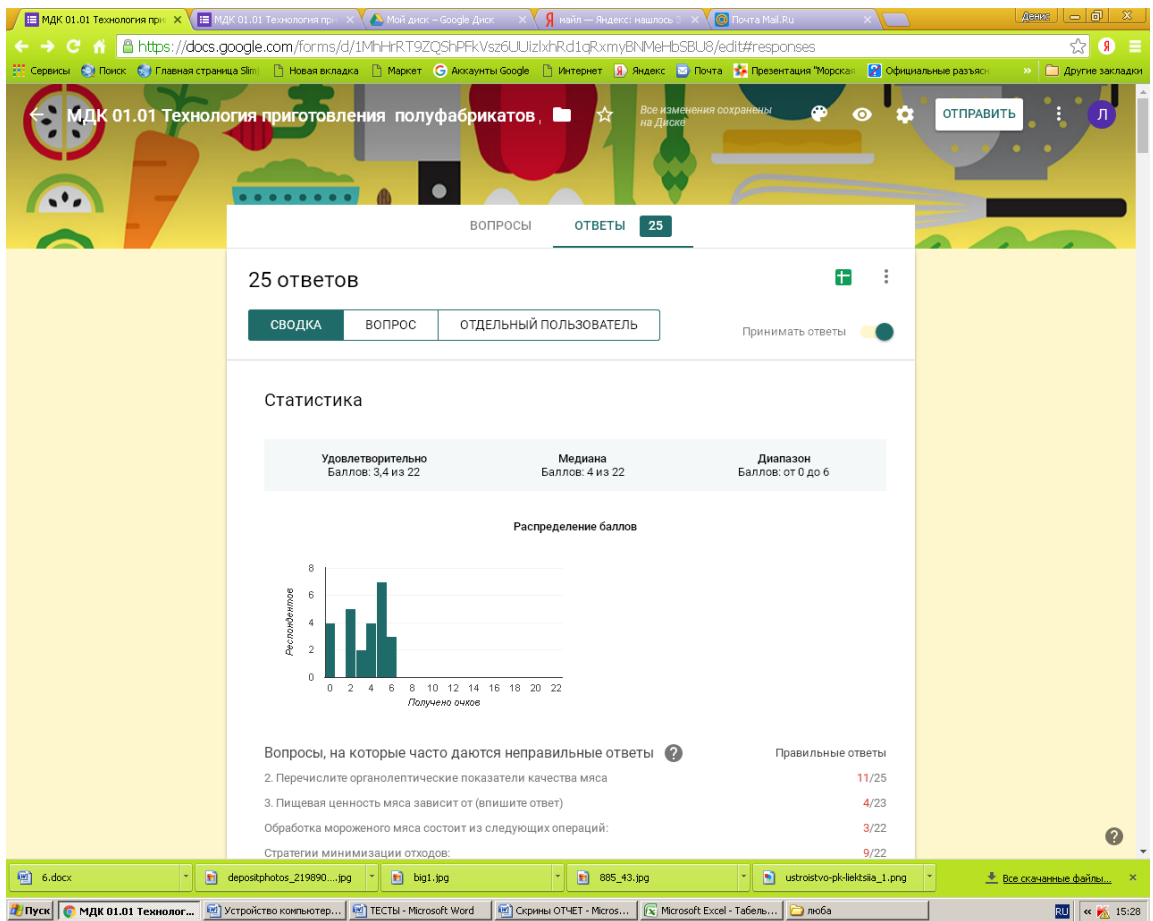 МДК 01.01 Технология при
МДК 01.01 Технология при
Мой диск – Google Диск
майл — Яндекс: нашлось 3
Почта Mail.Ru
Денис
https://docs.google.com/forms/d/1MhHrRT9ZQShPFkVsz6UUizlxhRd1qRxmyBNMeHbSBU8/edit#responses
Сервисы
Поиск
Главная страница Slim
Новая вкладка
Маркет
Аккаунты Google
Интернет
Яндекс
Почта
Презентация "Морская
Официальные разъясн
»
Другие закладки
МДК 01.01 Технология приготовления полуфабрикатов ,
Все изменения сохранены
на Диске
ОТПРАВИТЬ
Л
ВОПРОСЫ
ОТВЕТЫ 25
25 ответов
СВОДКА
ВОПРОС
ОТДЕЛЬНЫЙ ПОЛЬЗОВАТЕЛЬ
Принимать ответы
Статистика
Удовлетворительно
Баллов: 3,4 из 22
Медиана
Баллов: 4 из 22
Диапазон
Баллов: от 0 до 6
Распределение баллов
Респондентов
8
6
4
2
0
0 2 4 6 8 10 12 14 16 18 20 22
Получено очков
Вопросы, на которые часто даются неправильные ответы ?
Правильные ответы
2. Перечислите органолептические показатели качества мяса 11/25
3. Пищевая ценность мяса зависит от (впишите ответ) 4/23
Обработка мороженого мяса состоит из следующих операций: 3/22
Стратегии минимизации отходов: 9/22
6.docx
depositphotos_219890....jpg
big1.jpg
885_43.jpg
ustroistvo-pk-liektsiia_1.png
Все скачанные файлы...
Пуск
МДК 01.01 Технолог...
Устройство компьютер...
ТЕСТЫ - Microsoft Word
Скрины ОТЧЕТ - Micros...
Microsoft Excel - Табель...
люба
RU
15:28